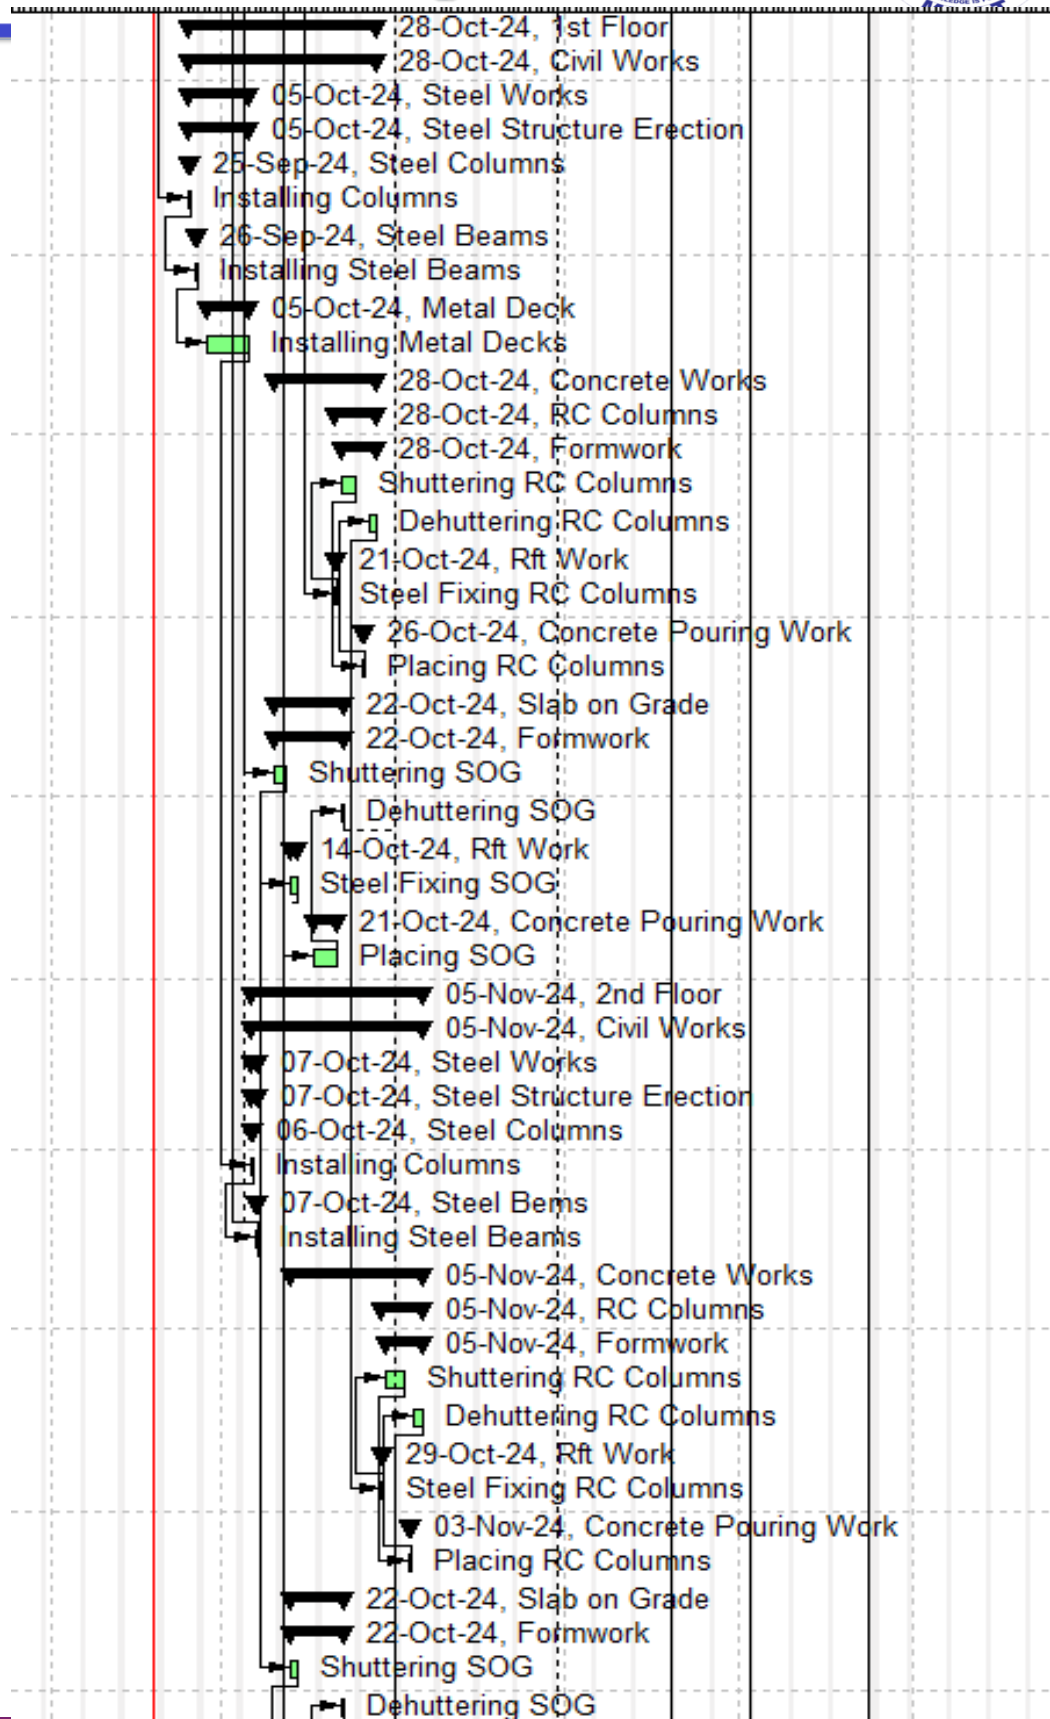 28-Oct-24, 1st Floor
28-Oct-24, Civil Works
05-Oct-24, Steel Works
05-Oct-24, Steel Structure Erection
25-Sep-24, Steel Columns
Installing Columns
26-Sep-24, Steel Beams
Installing Steel Beams
05-Oct-24, Metal Deck
Installing Metal Decks
28-Oct-24, Concrete Works
28-Oct-24, RC Columns
28-Oct-24, Formwork
Shuttering RC Columns
Dehuttering RC Columns
21-Oct-24, Rft Work
Steel Fixing RC Columns
26-Oct-24, Concrete Pouring Work
Placing RC Columns
22-Oct-24, Slab on Grade
22-Oct-24, Formwork
Shuttering SOG
Dehuttering SOG
14-Oct-24, Rft Work
Steel Fixing SOG
21-Oct-24, Concrete Pouring Work
Placing SOG
05-Nov-24, 2nd Floor
05-Nov-24, Civil Works
07-Oct-24, Steel Works
07-Oct-24, Steel Structure Erection
06-Oct-24, Steel Columns
Installing Columns
07-Oct-24, Steel Bems
Installing Steel Beams
05-Nov-24, Concrete Works
05-Nov-24, RC Columns
05-Nov-24, Formwork
Shuttering RC Columns
Dehuttering RC Columns
29-Oct-24, Rft Work
Steel Fixing RC Columns
03-Nov-24, Concrete Pouring Work
Placing RC Columns
22-Oct-24, Slab on Grade
22-Oct-24, Formwork
Shuttering SOG
Dehuttering SOG